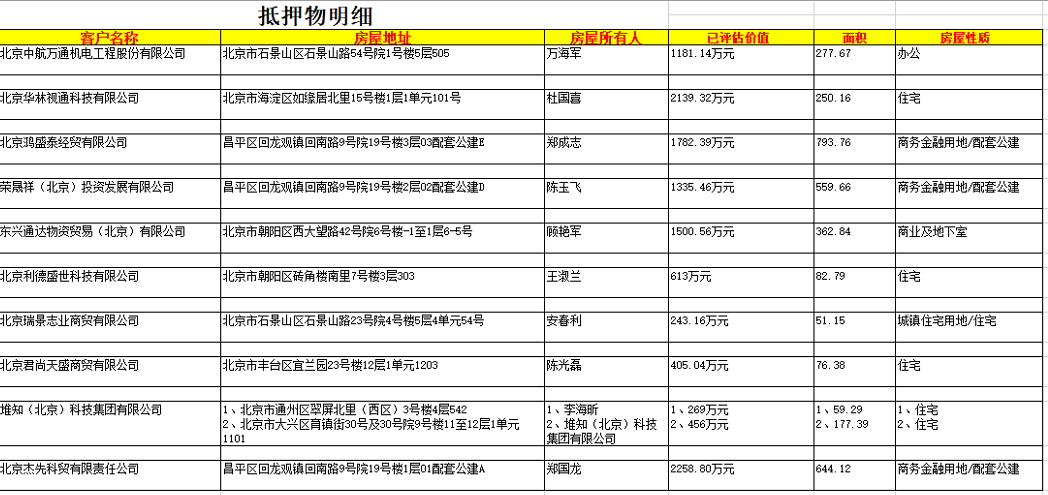 抵押物明细
客户名称 房屋地址 房屋所有人 已评估价值 面积 房屋性质
北京中航万通机电工程股份有限公司 北京市石景山区石景山路54号院1号楼5层505 万海军 1181.14万元 277.67 办公
北京华林视通科技有限公司 北京市海淀区如缘居北里15号楼1层1单元101号 杜国喜 2139.32万元 250.16 住宅
北京鸿盛泰经贸有限公司 昌平区回龙观镇回南路9号院19号楼3层03配套公建E 郑成志 1782.39万元 793.76 商务金融用地/配套公建
荣晟祥（北京）投资发展有限公司 昌平区回龙观镇回南路9号院19号楼2层02配套公建D 陈玉飞 1335.46万元 559.66 商务金融用地/配套公建
东兴通达物资贸易（北京）有限公司 北京市朝阳区西大望路42号院6号楼-1至1层6-5号 顾艳军 1500.56万元 362.84 商业及地下室
北京利德盛世科技有限公司 北京市朝阳区砖角楼南里7号楼3层303 王淑兰 613万元 82.79 住宅
北京瑞景志业商贸有限公司 北京市石景山区石景山路23号院4号楼5层4单元54号 安春利 243.16万元 51.15 城镇住宅用地/住宅
北京君尚天盛商贸有限公司 北京市丰台区宜兰园23号楼12层1单元1203 陈光磊 405.04万元 76.38 住宅
堆知（北京）科技集团有限公司 1、北京市通州区翠屏北里（西区）3号楼4层542 1、李海昕 1、269万元 1、59.29 1、住宅
2、北京市大兴区育镇街30号及30号院9号楼11至12层1单元 2、堆知（北京）科技 2、456万元 2、177.39 2、住宅
1101 集团有限公司
北京杰先科贸有限责任公司 昌平区回龙观镇回南路9号院19号楼1层01配套公建A 郑国龙 2258.80万元 644.12 商务金融用地/配套公建